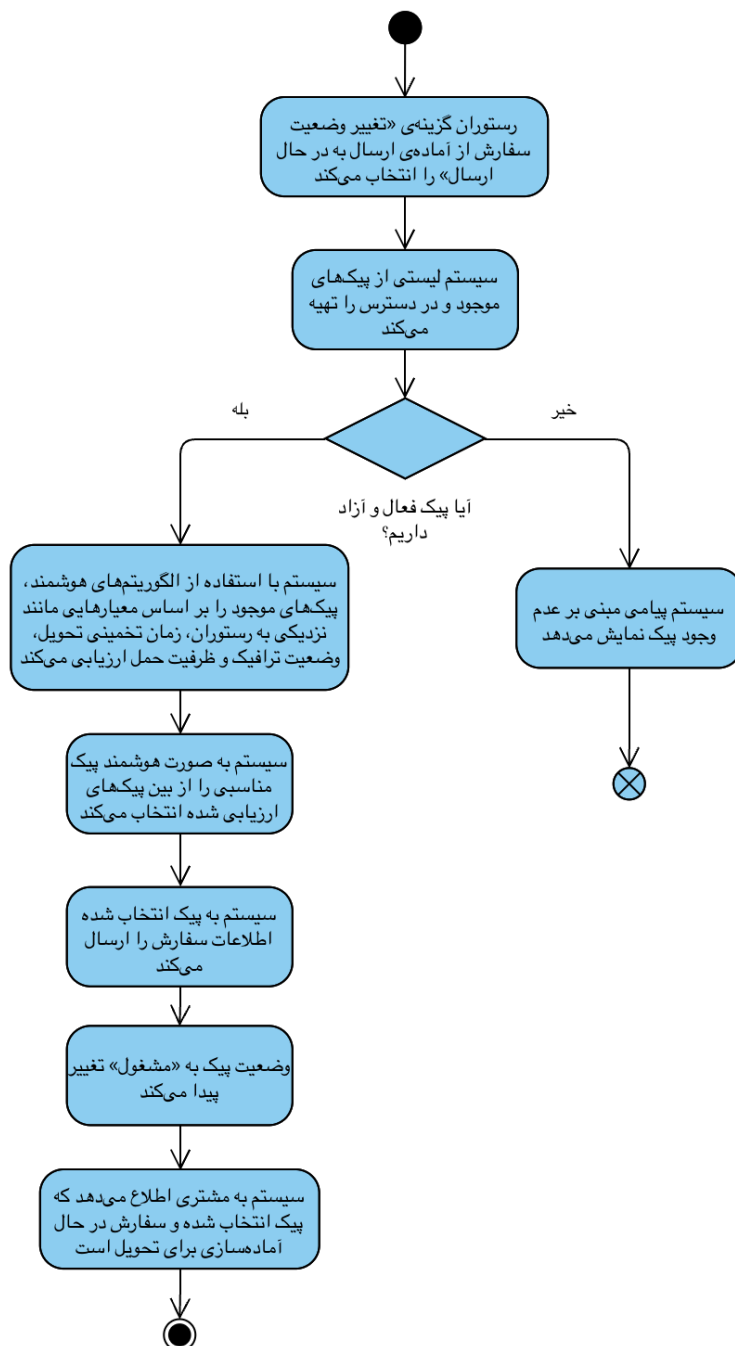 رستوران گزینه‌ی «تغییر وضعیت
سفارش از آماده‌ی ارسال به در حال
ارسال» را انتخاب می‌کند
سیستم لیستی از پیک‌های
موجود و در دسترس را تهیه
می‌کند
خیر
بله
آیا پیک فعال و آزاد
داریم؟
سیستم با استفاده از الگوریتم‌های هوشمند،
پیک‌های موجود را بر اساس معیارهایی مانند
نزدیکی به رستوران، زمان تخمینی تحویل،
وضعیت ترافیک و ظرفیت حمل ارزیابی می‌کند
سیستم پیامی مبنی بر عدم
وجود پیک نمایش می‌دهد
سیستم به صورت هوشمند پیک
مناسبی را از بین پیک‌های
ارزیابی شده انتخاب می‌کند
سیستم به پیک انتخاب شده
اطلاعات سفارش را ارسال
می‌کند
وضعیت پیک به «مشغول» تغییر
پیدا می‌کند
سیستم به مشتری اطلاع می‌دهد که
پیک انتخاب شده و سفارش در حال
آماده‌سازی برای تحویل است